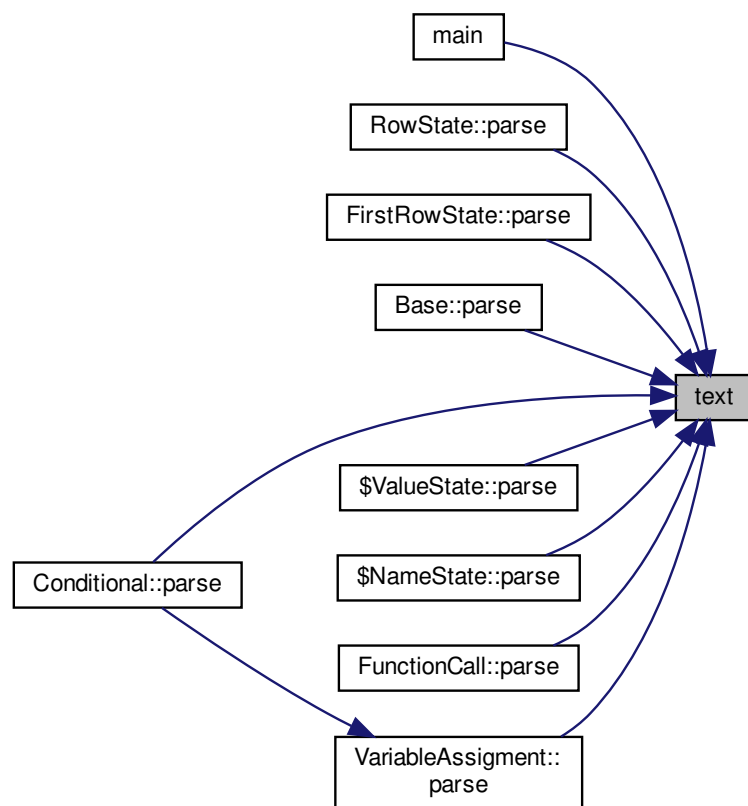 main
RowState::parse
FirstRowState::parse
Base::parse
text
$ValueState::parse
$NameState::parse
Conditional::parse
FunctionCall::parse
VariableAssigment::
parse